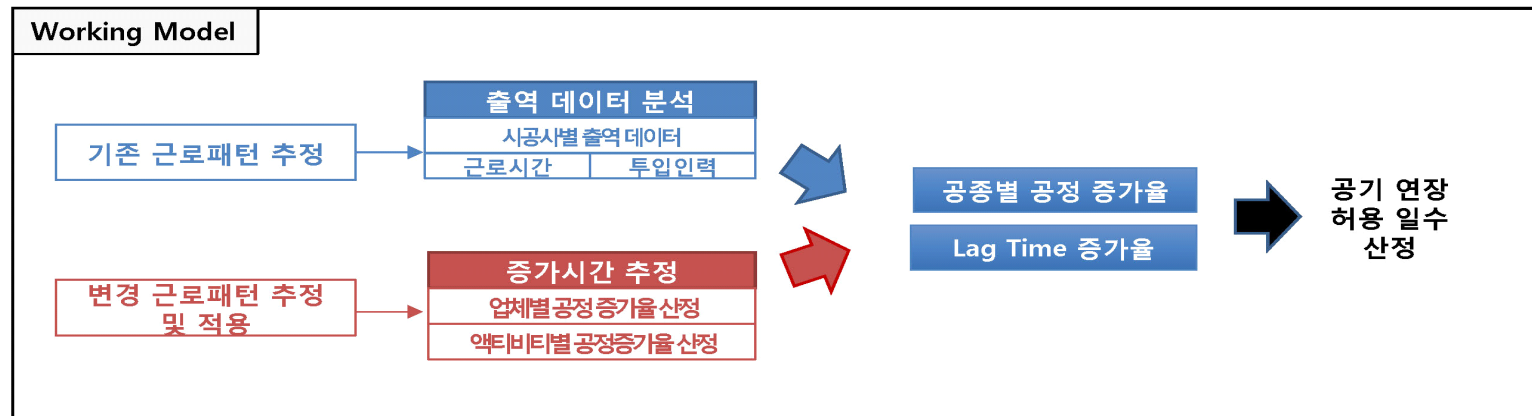 Working Model
기존 근로패턴 추정
출역 데이터 분석
시공사별 출역 데이터
근로시간 투입인력
변경 근로패턴 추정
및 적용
증가시간 추정
업체별 공정 증가율 산정
액티비티별 공정증가율 산정
공종별 공정 증가율
Lag Time 증가율
공기 연장
허용 일수
산정